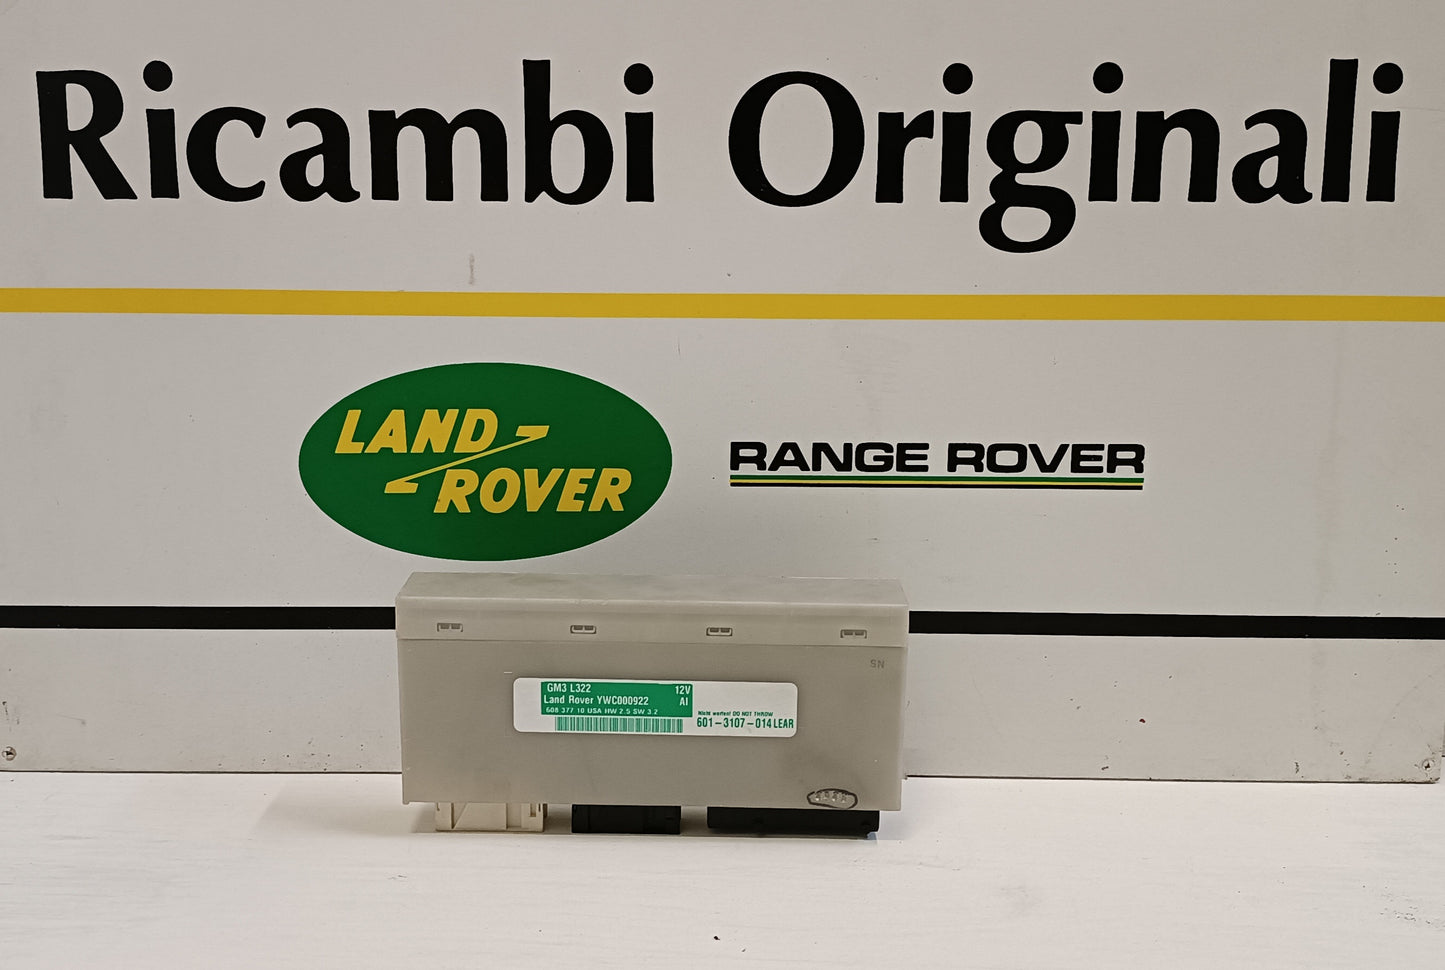 Ricambi Originali
LAND
ROVER
RANGE ROVER
SN
GM3 L322 12V
Land Rover YWC000922 AI
608 377 10 USA HW 2.5 SW 3.2
Nicht werfen! DO NOT THROW
601-3107-014 LEAR